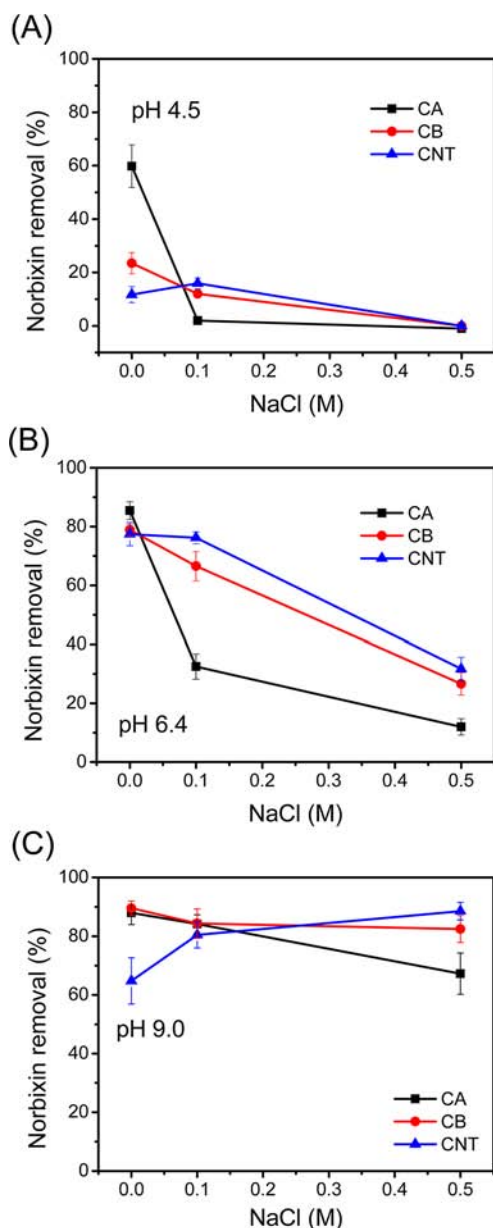 (A)
100
80
60
40
20
0
Norbixin removal (%)
pH 4.5
CA
CB
CNT
0.0 0.1 0.2 0.3 0.4 0.5
NaCl (M)
(B)
100
80
60
40
20
0
Norbixin removal (%)
CA
CB
CNT
pH 6.4
0.0 0.1 0.2 0.3 0.4 0.5
NaCl (M)
(C)
100
80
60
40
20
0
Norbixin removal (%)
pH 9.0
CA
CB
CNT
0.0 0.1 0.2 0.3 0.4 0.5
NaCl (M)